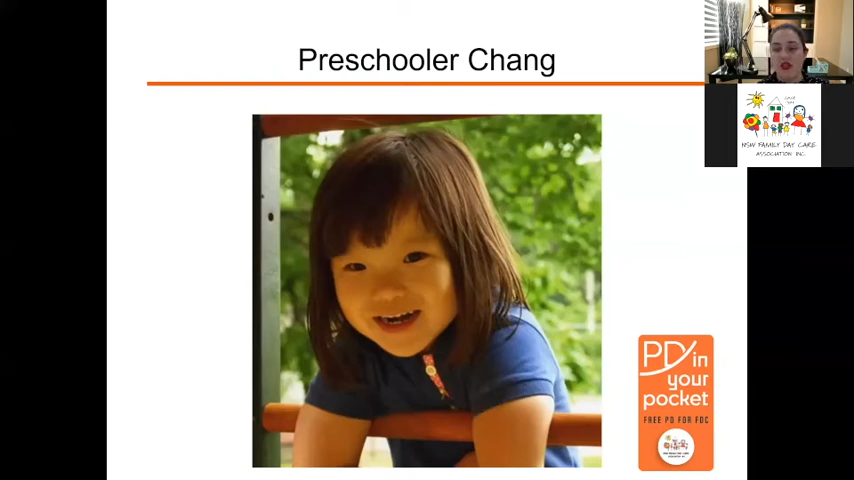 Preschooler Chang
NSW FAMILY DAY CARE
ASSOCIATION INC.
PD in
your
pocket
FREE PD FOR FDC